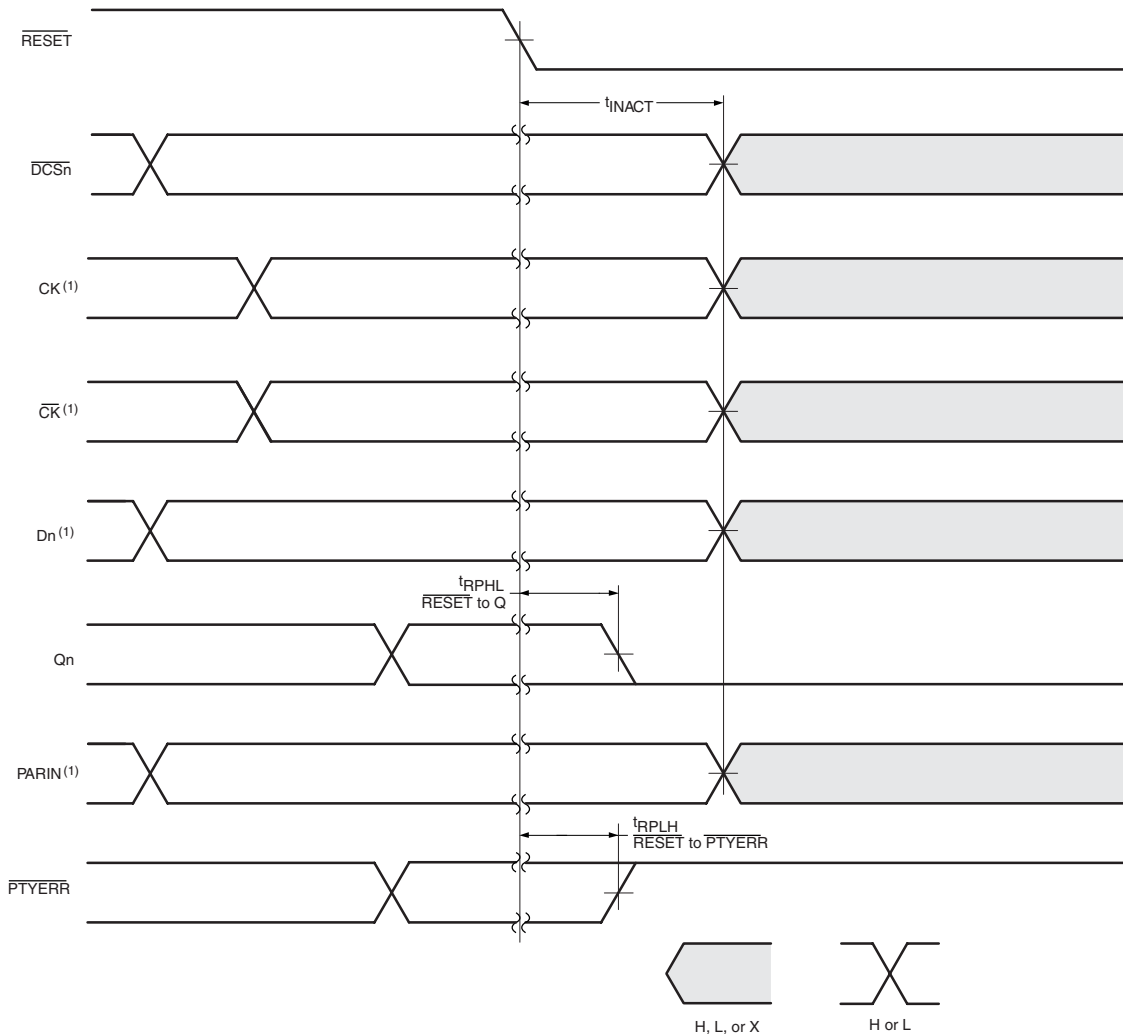 RESET
tINACT
DCSn
CK(1)
CK(1)
Dn(1)
tRPHL
RESET to Q
Qn
PARIN(1)
tRPLH
RESET to PTYERR
PTYERR
H, L, or X
H or L